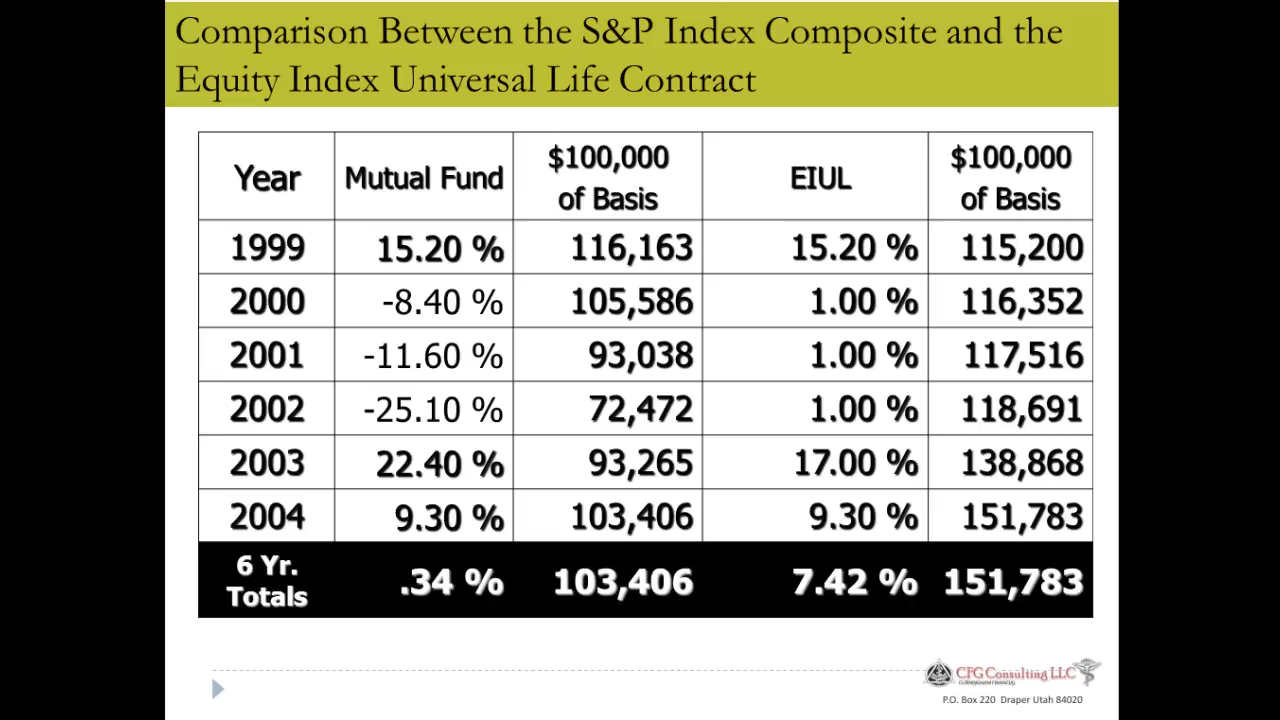 Comparison Between the S&P Index Composite and the
Equity Index Universal Life Contract
Year Mutual Fund $100,000 of Basis EIUL $100,000 of Basis
1999 15.20 % 116,163 15.20 % 115,200
2000 -8.40 % 105,586 1.00 % 116,352
2001 -11.60 % 93,038 1.00 % 117,516
2002 -25.10 % 72,472 1.00 % 118,691
2003 22.40 % 93,265 17.00 % 138,868
2004 9.30 % 103,406 9.30 % 151,783
6 Yr. Totals .34 % 103,406 7.42 % 151,783
CFG Consulting LLC
CUNNINGHAM FINANCIAL
P.O. Box 220 Draper Utah 84020